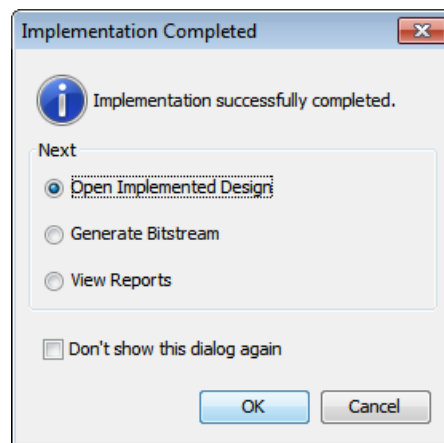 Implementation Completed
Implementation successfully completed.
Next
Open Implemented Design
Generate Bitstream
View Reports
Don't show this dialog again
OK
Cancel